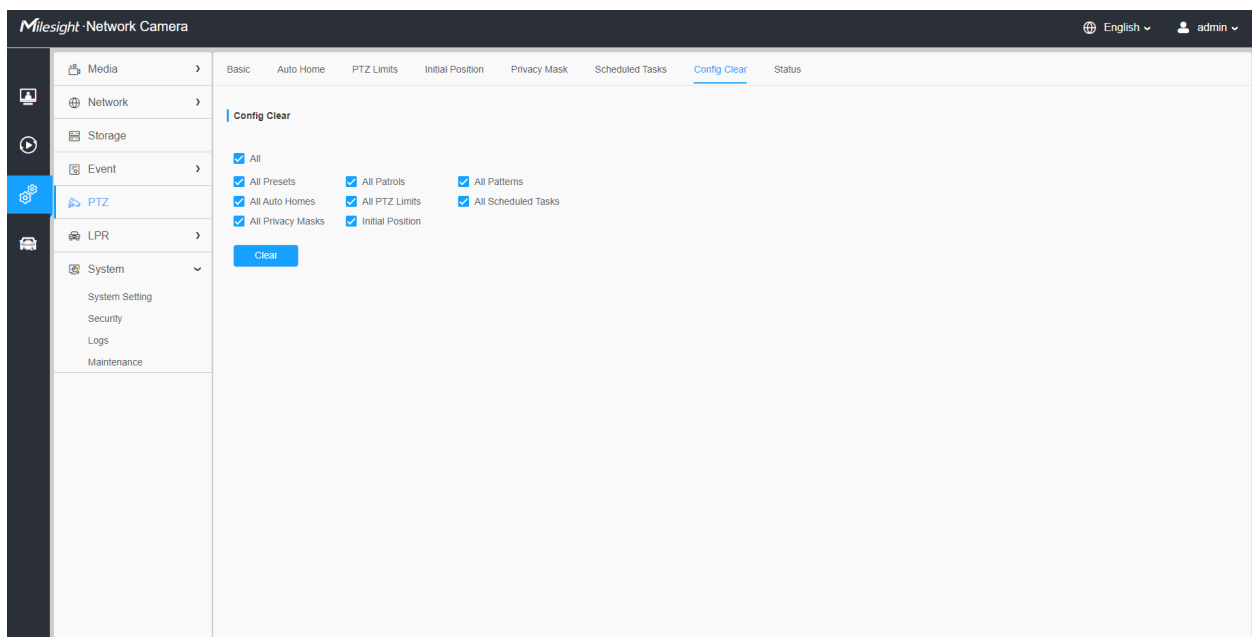 Milesight · Network Camera
English
admin
Media
Network
Storage
Event
PTZ
LPR
System
System Setting
Security
Logs
Maintenance
Basic Auto Home PTZ Limits Initial Position Privacy Mask Scheduled Tasks Config Clear Status
Config Clear
All
All Presets All Patrols All Patterns
All Auto Homes All PTZ Limits All Scheduled Tasks
All Privacy Masks Initial Position
Clear